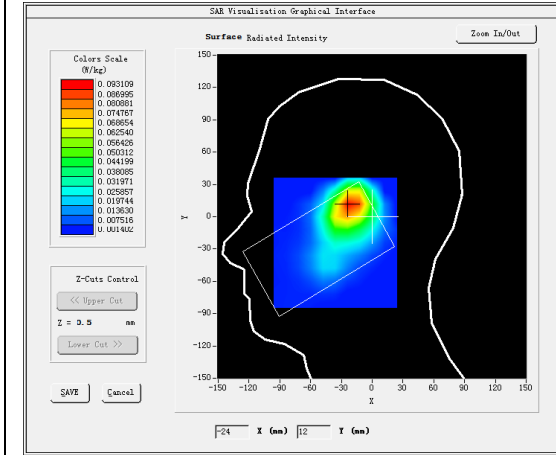 SAR Visualisation Graphical Interface
Surface Radiated Intensity
Zoom In/Out
Colors Scale
(W/kg)
0.093109
0.086995
0.080881
0.074767
0.068654
0.062540
0.056426
0.050312
0.044199
0.038085
0.031971
0.025857
0.019744
0.013630
0.007516
0.001402
Z-Cuts Control
<< Upper Cut
Z = 0.5 mm
Lower Cut >>
SAVE Cancel
150
120
90
60
30
0
-30
-60
-90
-120
-150
Y
-150 -120 -90 -60 -30 0 30 60 90 120 150
X
-24 X (mm) 12 Y (mm)